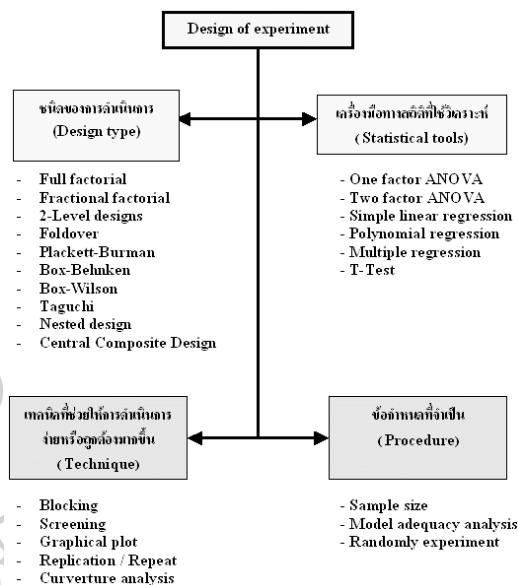 Design of experiment
ชนิดของการดำเนินการ
(Design type)
- Full factorial
- Fractional factorial
- 2-Level designs
- Foldover
- Plackett-Burman
- Box-Behnken
- Box-Wilson
- Taguchi
- Nested design
- Central Composite Design
เครื่องมือทางสถิติที่ใช้วิเคราะห์
( Statistical tools)
- One factor ANOVA
- Two factor ANOVA
- Simple linear regression
- Polynomial regression
- Multiple regression
- T-Test
เทคนิคที่ช่วยให้การดำเนินการ
ง่ายหรือถูกต้องมากขึ้น
( Technique)
- Blocking
- Screening
- Graphical plot
- Replication / Repeat
- Curverture analysis
ข้อกำหนดที่จำเป็น
( Procedure)
- Sample size
- Model adequacy analysis
- Randomly experiment